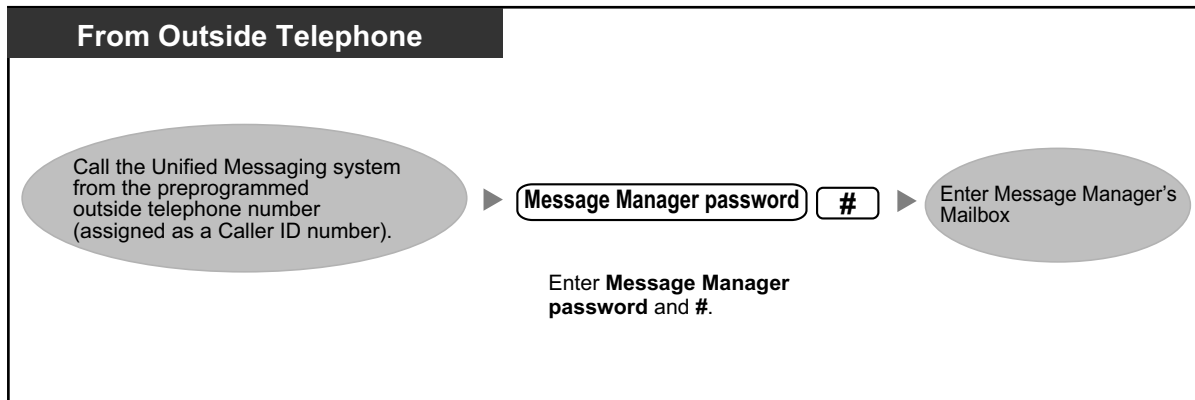 From Outside Telephone
Call the Unified Messaging system
from the preprogrammed
outside telephone number
(assigned as a Caller ID number).
Message Manager password #
Enter Message Manager
password and #.
Enter Message Manager's
Mailbox